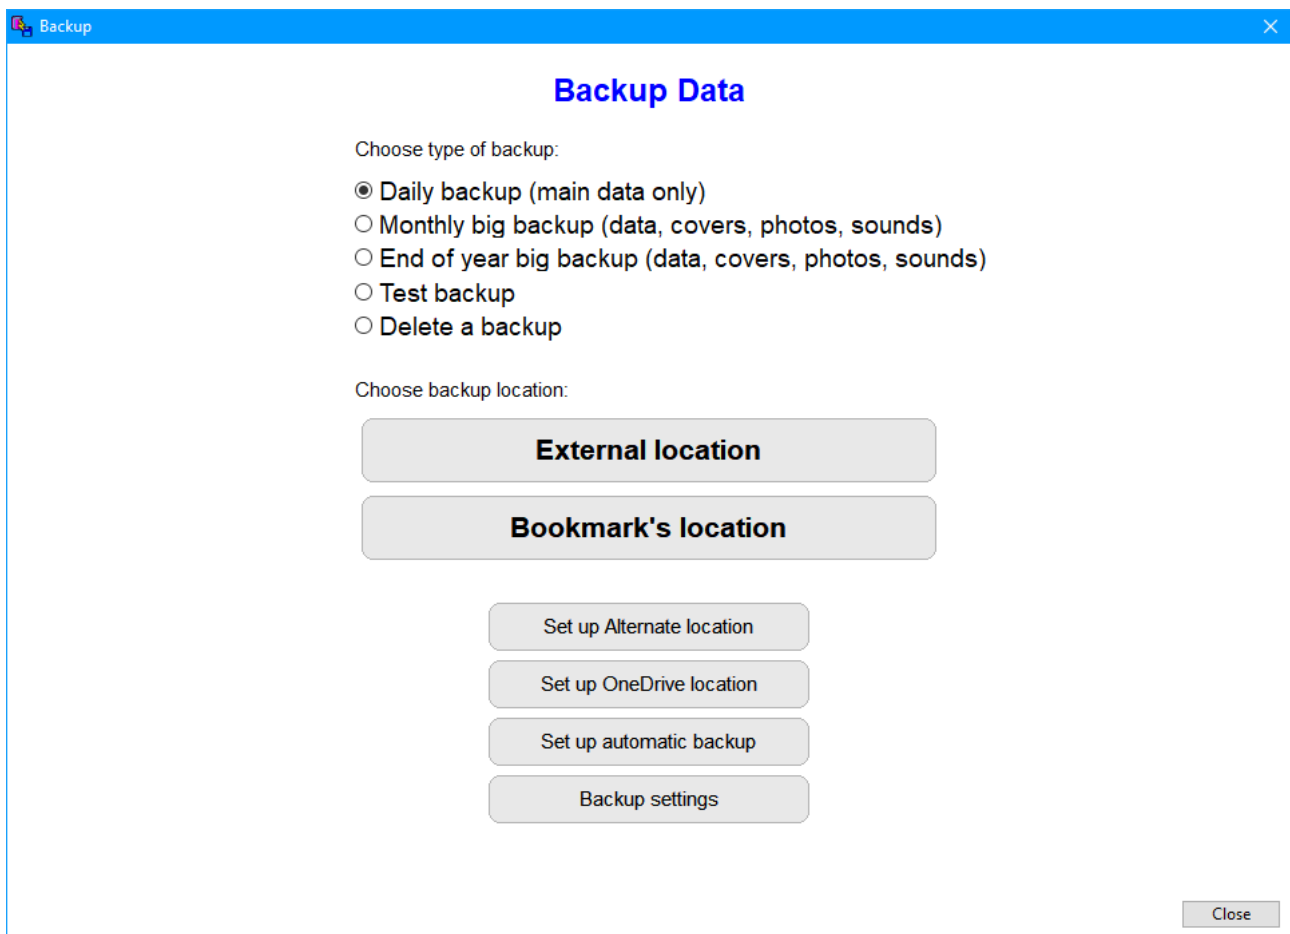 Backup
Backup Data
Choose type of backup:
Daily backup (main data only)
Monthly big backup (data, covers, photos, sounds)
End of year big backup (data, covers, photos, sounds)
Test backup
Delete a backup
Choose backup location:
External location
Bookmark's location
Set up Alternate location
Set up OneDrive location
Set up automatic backup
Backup settings
Close